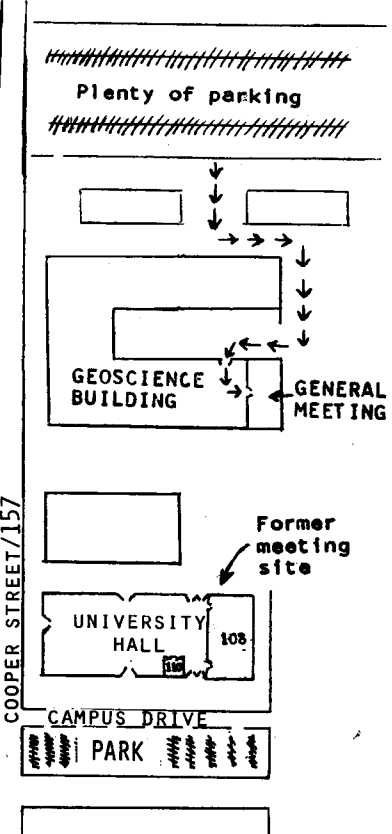 Plenty of parking
GEOSCIENCE
BUILDING
GENERAL
MEETING
Former
meeting
site
UNIVERSITY
HALL
108
110
COOPER STREET/157
CAMPUS DRIVE
PARK